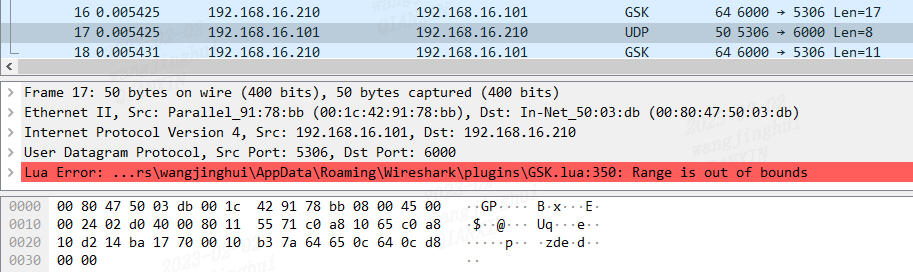 16 0.005425 192.168.16.210 192.168.16.101 GSK 64 6000 → 5306 Len=17
17 0.005425 192.168.16.101 192.168.16.210 UDP 50 5306 → 6000 Len=8
18 0.005431 192.168.16.210 192.168.16.101 GSK 64 6000 → 5306 Len=11
Frame 17: 50 bytes on wire (400 bits), 50 bytes captured (400 bits)
Ethernet II, Src: Parallel_91:78:bb (00:1c:42:91:78:bb), Dst: In-Net_50:03:db (00:80:47:50:03:db)
Internet Protocol Version 4, Src: 192.168.16.101, Dst: 192.168.16.210
User Datagram Protocol, Src Port: 5306, Dst Port: 6000
Lua Error: ...rs\wangjinghui\AppData\Roaming\Wireshark\plugins\GSK.lua:350: Range is out of bounds
0000 00 80 47 50 03 db 00 1c 42 91 78 bb 08 00 45 00 ··GP···· B·x···E·
0010 00 24 02 d0 40 00 80 11 55 71 c0 a8 10 65 c0 a8 ·$··@··· Uq···e··
0020 10 d2 14 ba 17 70 00 10 b3 7a 64 65 0c 64 0c d8 ·····p·· ·zde·d··
0030 00 00 ··